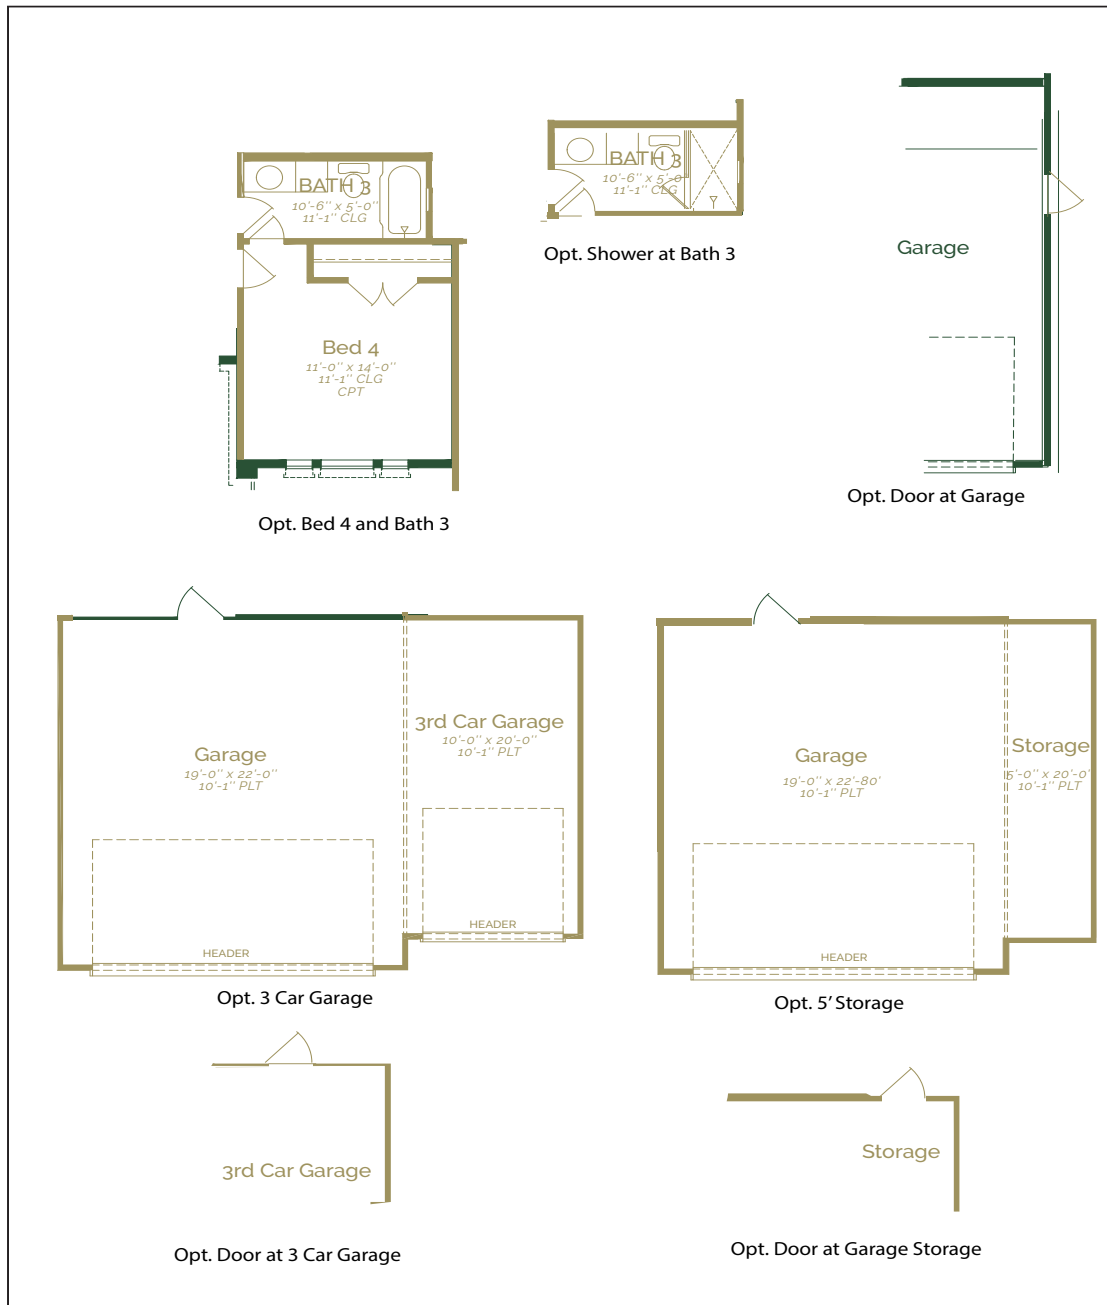 BATH 3
10'-6" x 5'-0"
11'-1" CLG
Bed 4
11'-0" x 14'-0"
11'-1" CLG
CPT
Opt. Bed 4 and Bath 3
BATH 3
10'-6" x 5'-0
11'-1" CLG
Opt. Shower at Bath 3
Garage
Opt. Door at Garage
Garage
19'-0" x 22'-0"
10'-1" PLT
HEADER
3rd Car Garage
10'-0" x 20'-0"
10'-1" PLT
HEADER
Opt. 3 Car Garage
Garage
19'-0" x 22'-80'
10'-1" PLT
HEADER
Storage
5'-0" x 20'-0'
10'-1" PLT
Opt. 5' Storage
3rd Car Garage
Opt. Door at 3 Car Garage
Storage
Opt. Door at Garage Storage